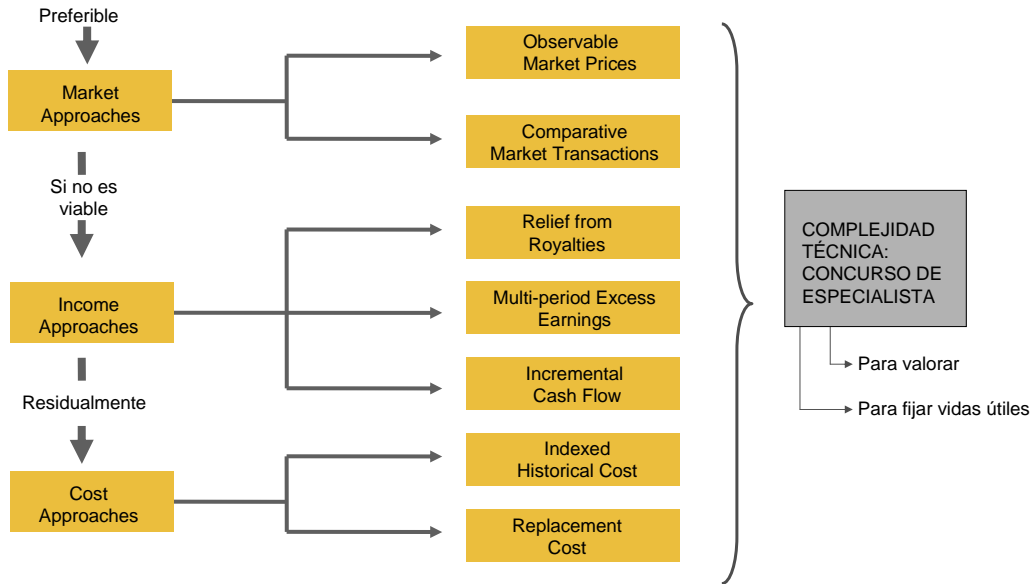 Preferible
Market
Approaches
Si no es
viable
Income
Approaches
Residualmente
Cost
Approaches
Observable
Market Prices
Comparative
Market Transactions
Relief from
Royalties
Multi-period Excess
Earnings
Incremental
Cash Flow
Indexed
Historical Cost
Replacement
Cost
COMPLEJIDAD
TÉCNICA:
CONCURSO DE
ESPECIALISTA
Para valorar
Para fijar vidas útiles